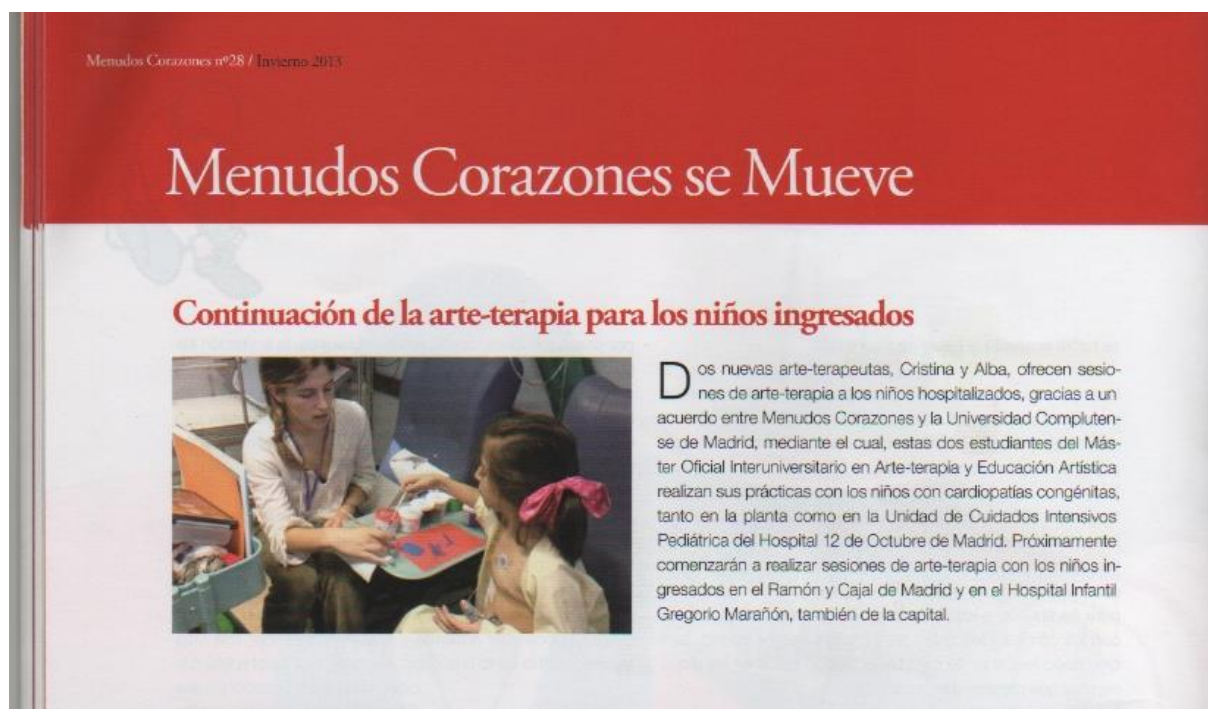 Menudos Corazones nº28 / Invierno 2013
Menudos Corazones se Mueve
Continuación de la arte-terapia para los niños ingresados
Dos nuevas arte-terapeutas, Cristina y Alba, ofrecen sesio-
nes de arte-terapia a los niños hospitalizados, gracias a un
acuerdo entre Menudos Corazones y la Universidad Compluten-
se de Madrid, mediante el cual, estas dos estudiantes del Más-
ter Oficial Interuniversitario en Arte-terapia y Educación Artística
realizan sus prácticas con los niños con cardiopatías congénitas,
tanto en la planta como en la Unidad de Cuidados Intensivos
Pediátrica del Hospital 12 de Octubre de Madrid. Próximamente
comenzarán a realizar sesiones de arte-terapia con los niños in-
gresados en el Ramón y Cajal de Madrid y en el Hospital Infantil
Gregorio Marañón, también de la capital.